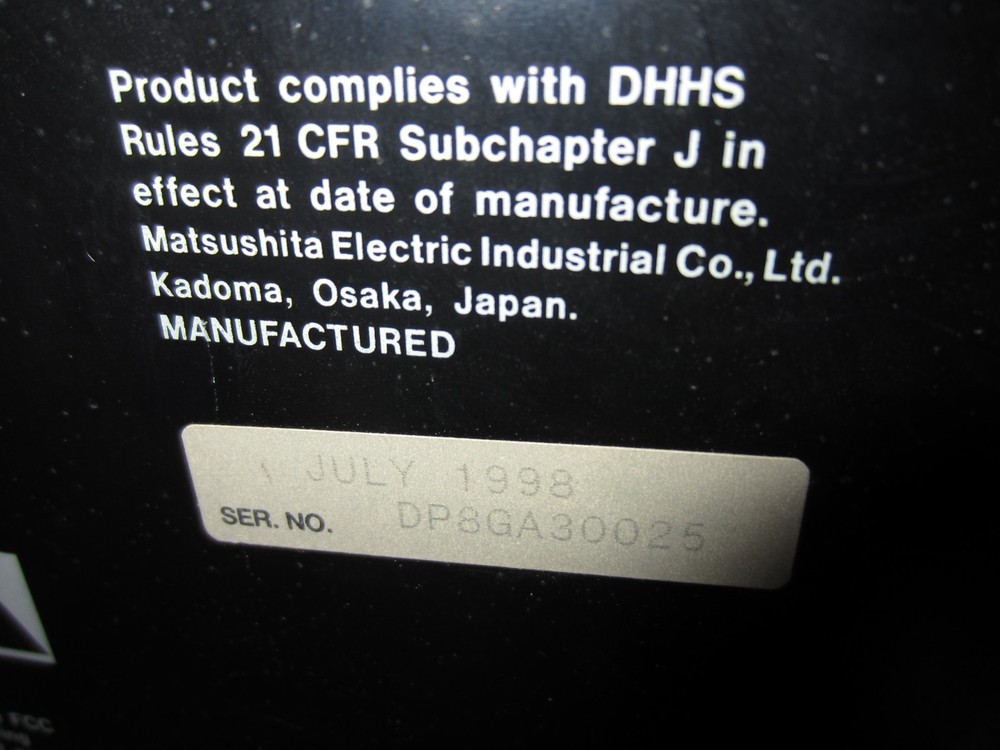 Product complies with DHHS
Rules 21 CFR Subchapter J in
effect at date of manufacture.
Matsushita Electric Industrial Co., Ltd.
Kadoma, Osaka, Japan.
MANUFACTURED
JULY 1998
SER. NO. DP8GA30025
FCC